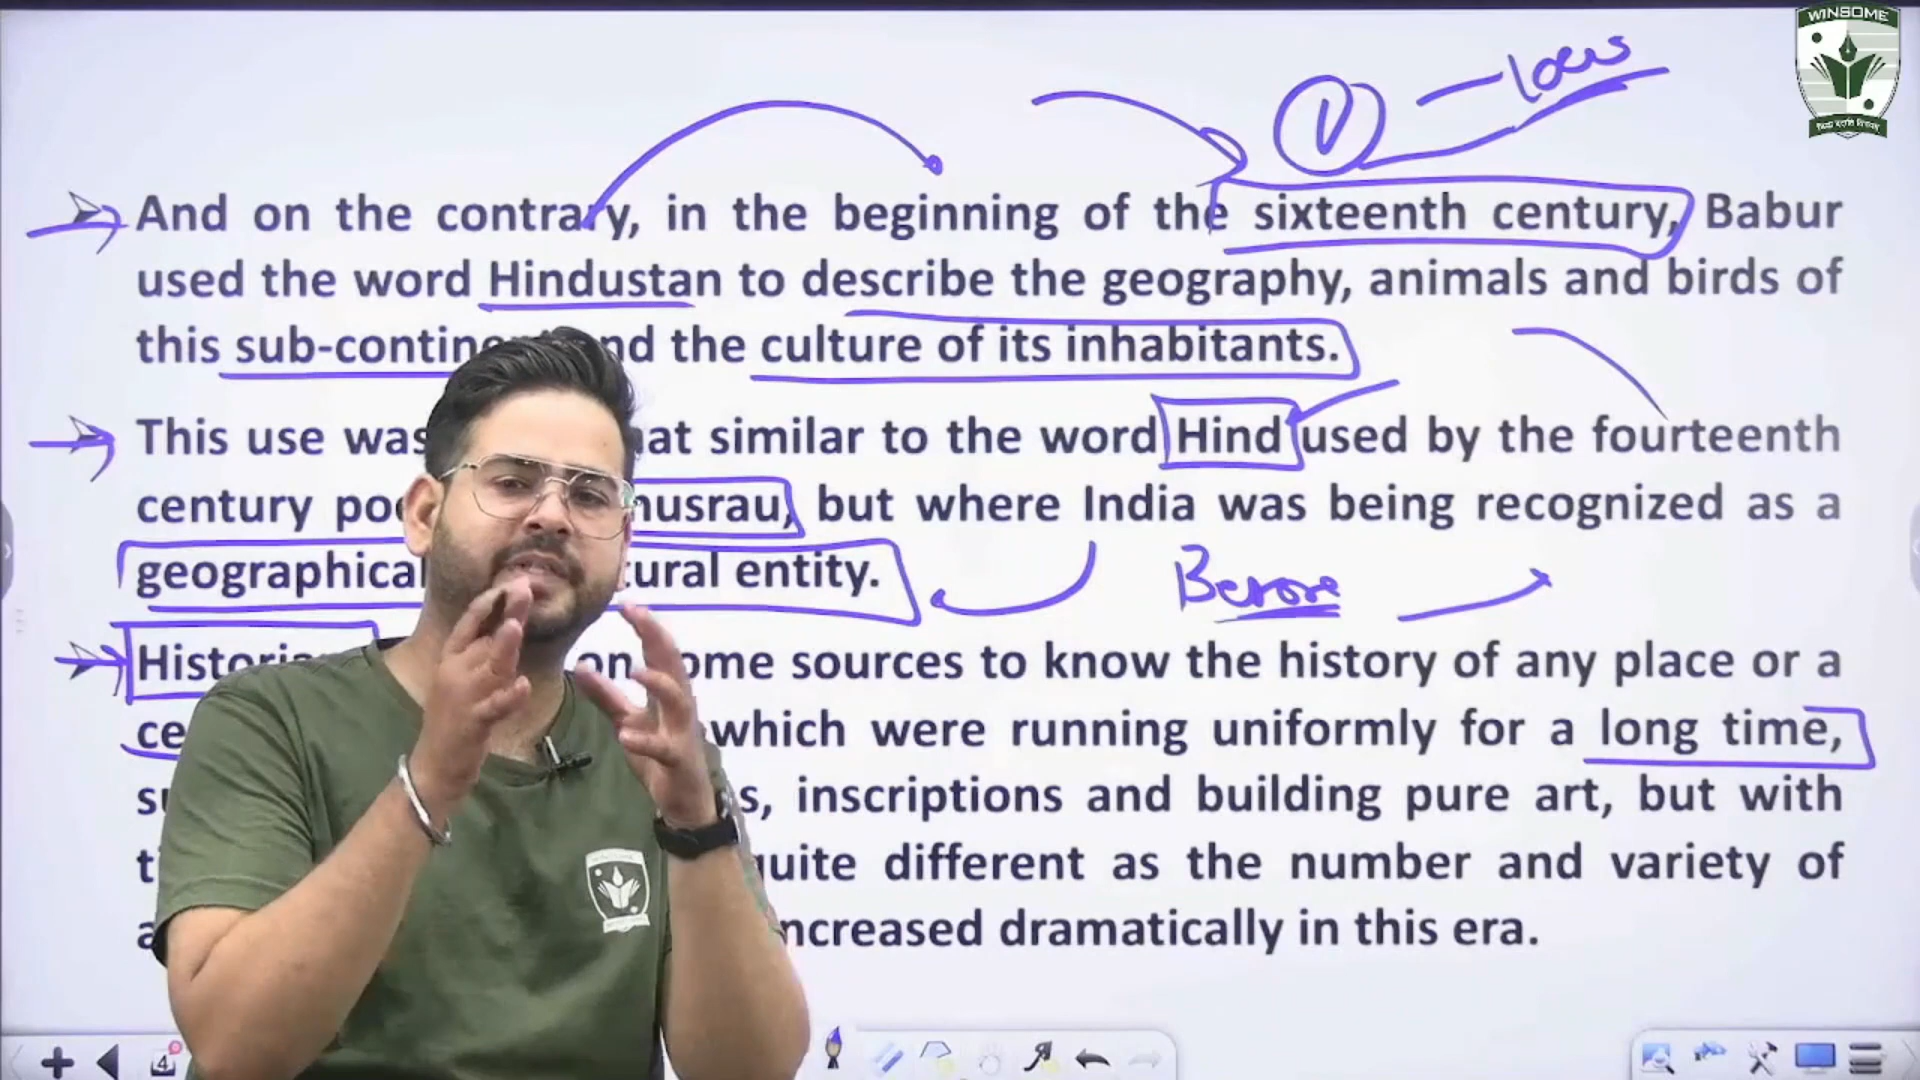 WINSOME
And on the contrary, in the beginning of the sixteenth century, Babur
used the word Hindustan to describe the geography, animals and birds of
this sub-contine nd the culture of its inhabitants.
This use was at similar to the word Hind used by the fourteenth
century po usrau, but where India was being recognized as a
geographical tural entity.
Before
Histori on some sources to know the history of any place or a
ce which were running uniformly for a long time,
su s, inscriptions and building pure art, but with
t quite different as the number and variety of
a ncreased dramatically in this era.
4